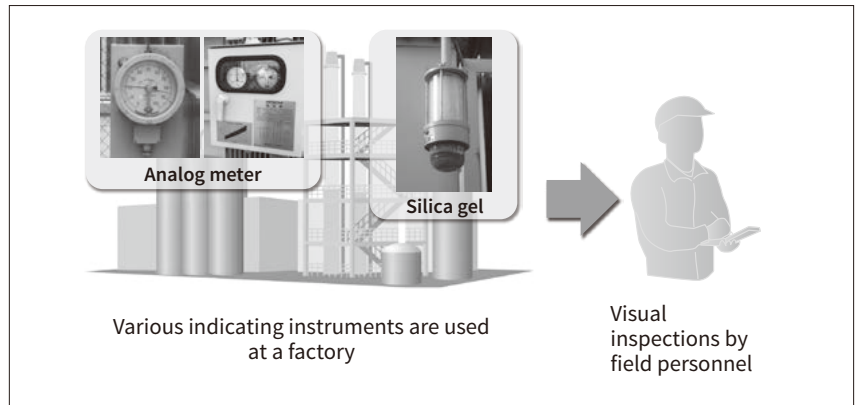 Analog meter
Silica gel
Various indicating instruments are used
at a factory
Visual
inspections by
field personnel